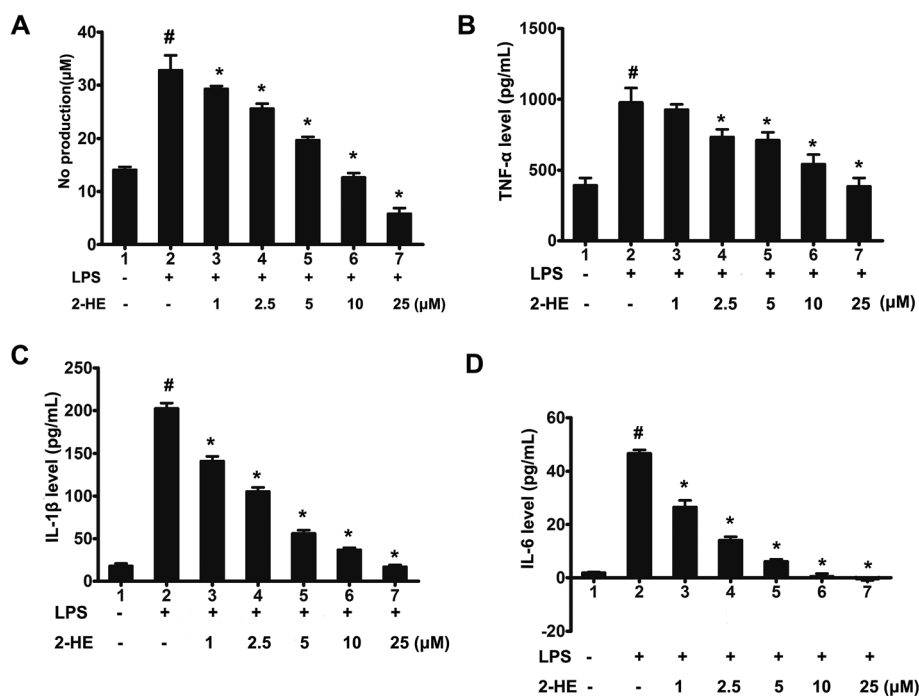 A
No production(µM)
40
30
20
10
0
#
*
*
*
*
*
1 2 3 4 5 6 7
LPS - + + + + + +
2-HE - - 1 2.5 5 10 25 (µM)
B
TNF-α level (pg/mL)
1500
1000
500
0
#
*
*
*
*
1 2 3 4 5 6 7
LPS - + + + + + +
2-HE - - 1 2.5 5 10 25 (µM)
C
IL-1β level (pg/mL)
250
200
150
100
50
0
#
*
*
*
*
*
1 2 3 4 5 6 7
LPS - + + + + + +
2-HE - - 1 2.5 5 10 25 (µM)
D
IL-6 level (pg/mL)
60
40
20
0
-20
#
*
*
*
*
*
1 2 3 4 5 6 7
LPS - + + + + + +
2-HE - - 1 2.5 5 10 25 (µM)